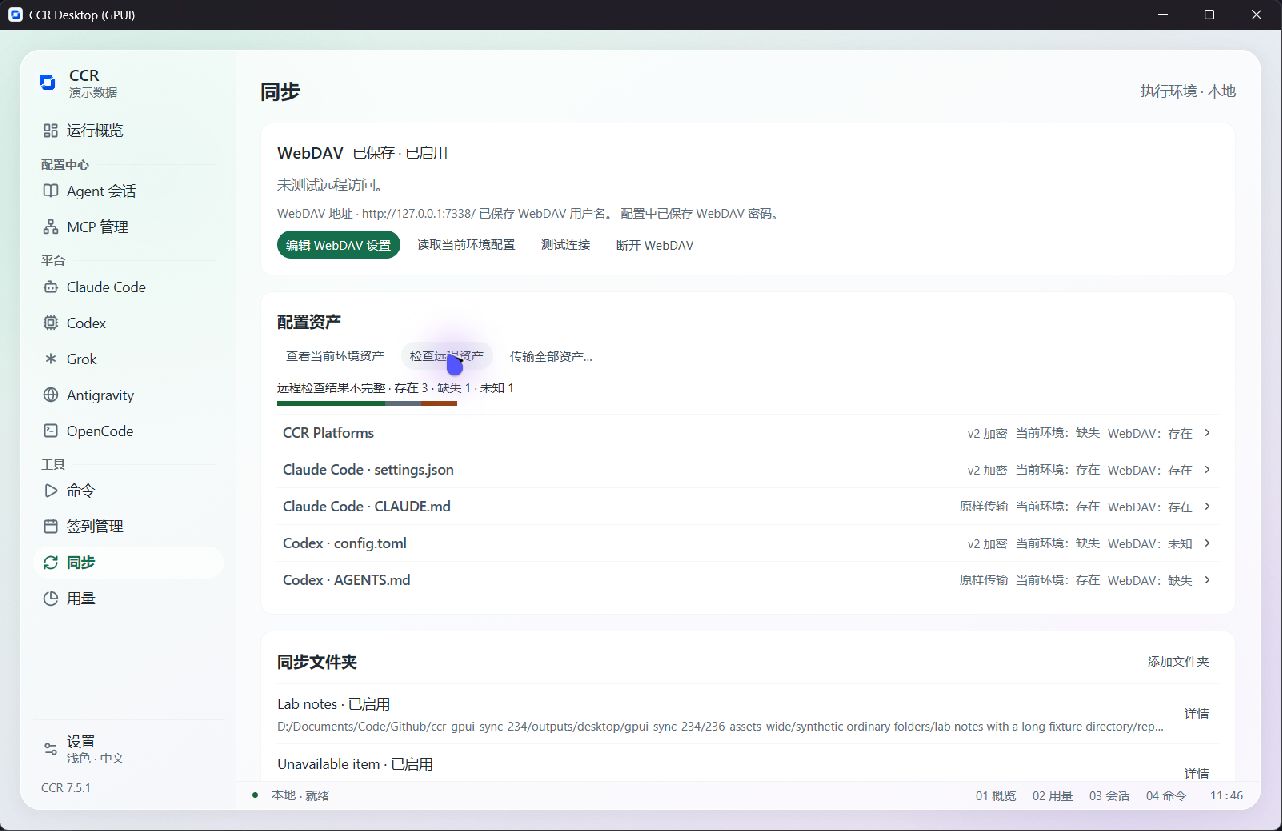 CCR Desktop (GPUI)
CCR
演示数据
运行概览
配置中心
Agent 会话
MCP 管理
平台
Claude Code
Codex
Grok
Antigravity
OpenCode
工具
命令
签到管理
同步
用量
设置
浅色 · 中文
CCR 7.5.1
同步
执行环境 · 本地
WebDAV 已保存 · 已启用
未测试远程访问。
WebDAV 地址 · http://127.0.0.1:7338/ 已保存 WebDAV 用户名。 配置中已保存 WebDAV 密码。
编辑 WebDAV 设置 读取当前环境配置 测试连接 断开 WebDAV
配置资产
查看当前环境资产 检查远程资产 传输全部资产...
远程检查结果不完整 · 存在 3 · 缺失 1 · 未知 1
CCR Platforms v2 加密 当前环境：缺失 WebDAV：存在
Claude Code · settings.json v2 加密 当前环境：存在 WebDAV：存在
Claude Code · CLAUDE.md 原样传输 当前环境：存在 WebDAV：存在
Codex · config.toml v2 加密 当前环境：缺失 WebDAV：未知
Codex · AGENTS.md 原样传输 当前环境：存在 WebDAV：缺失
同步文件夹 添加文件夹
Lab notes · 已启用
D:/Documents/Code/Github/ccr-gpui-sync-234/outputs/desktop/gpui-sync-234/236-assets-wide/synthetic ordinary folders/lab notes with a long fixture directory/rep...
详情
Unavailable item · 已启用
详情
本地 · 就绪 01 概览 02 用量 03 会话 04 命令 11:46